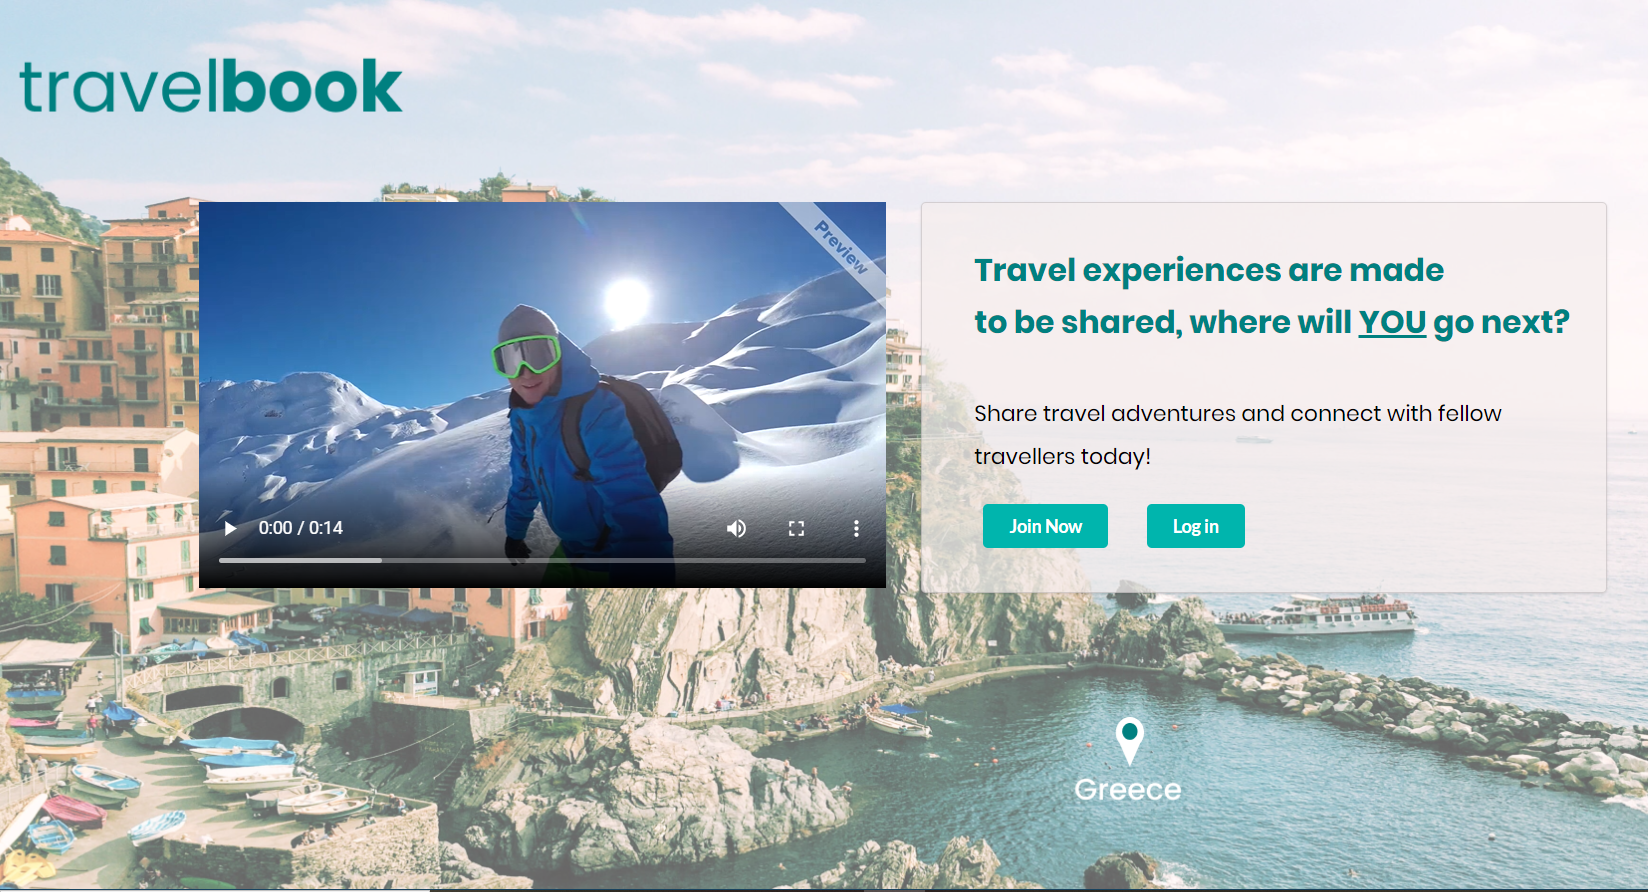 travelbook
Preview
Travel experiences are made
to be shared, where will YOU go next?
Share travel adventures and connect with fellow
travellers today!
0:00 / 0:14
Join Now
Log in
Greece